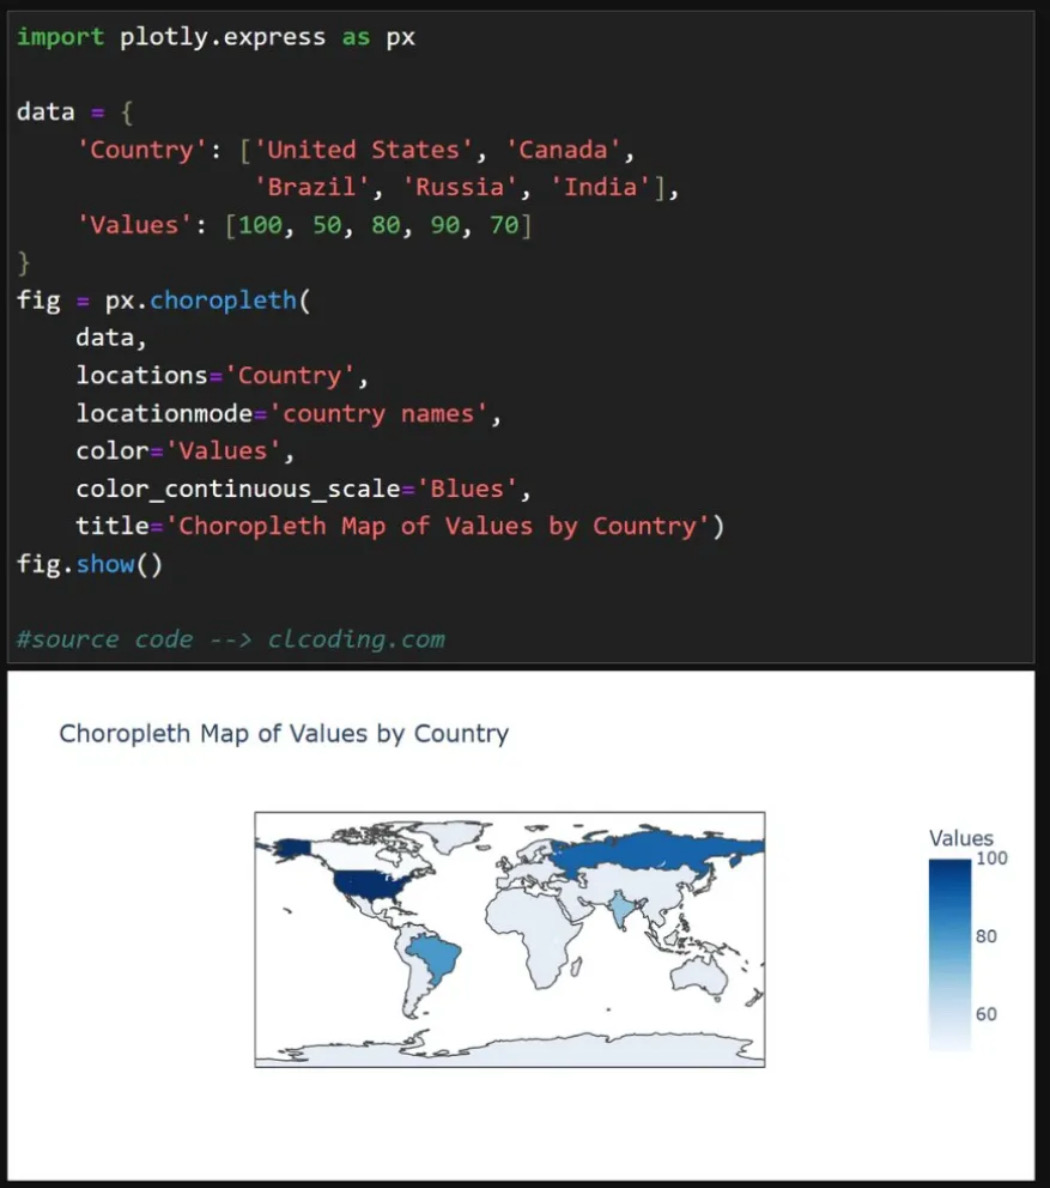 import plotly.express as px
data = {
    'Country': ['United States', 'Canada',
                'Brazil', 'Russia', 'India'],
    'Values': [100, 50, 80, 90, 70]
}
fig = px.choropleth(
    data,
    locations='Country',
    locationmode='country names',
    color='Values',
    color_continuous_scale='Blues',
    title='Choropleth Map of Values by Country')
fig.show()
#source code --> clcoding.com
Choropleth Map of Values by Country
Values
100
80
60